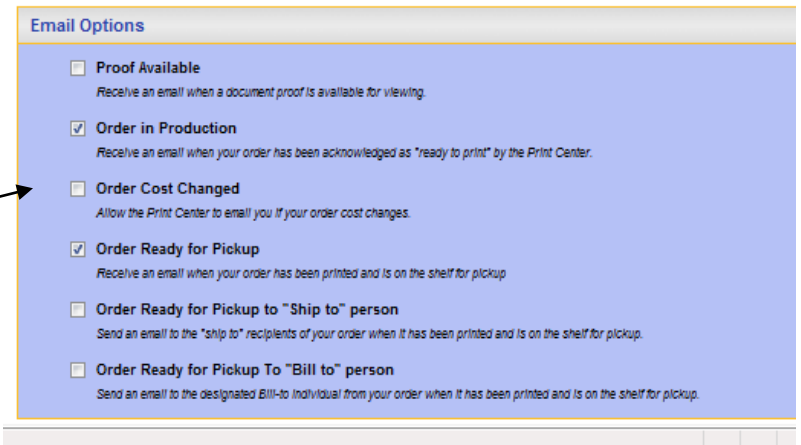 Email Options
Proof Available
Receive an email when a document proof is available for viewing.
Order in Production
Receive an email when your order has been acknowledged as "ready to print" by the Print Center.
Order Cost Changed
Allow the Print Center to email you if your order cost changes.
Order Ready for Pickup
Receive an email when your order has been printed and is on the shelf for pickup
Order Ready for Pickup to "Ship to" person
Send an email to the "ship to" recipients of your order when it has been printed and is on the shelf for pickup.
Order Ready for Pickup To "Bill to" person
Send an email to the designated Bill-to individual from your order when it has been printed and is on the shelf for pickup.